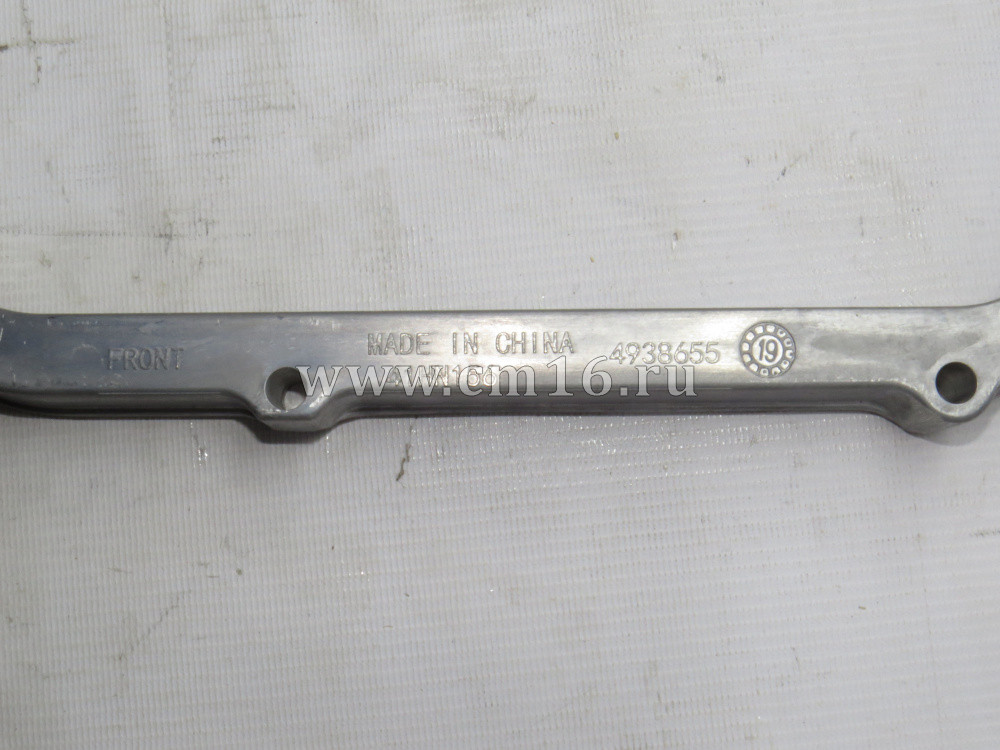 FRONT
MADE IN CHINA
4938655
19
www.cm16.ru